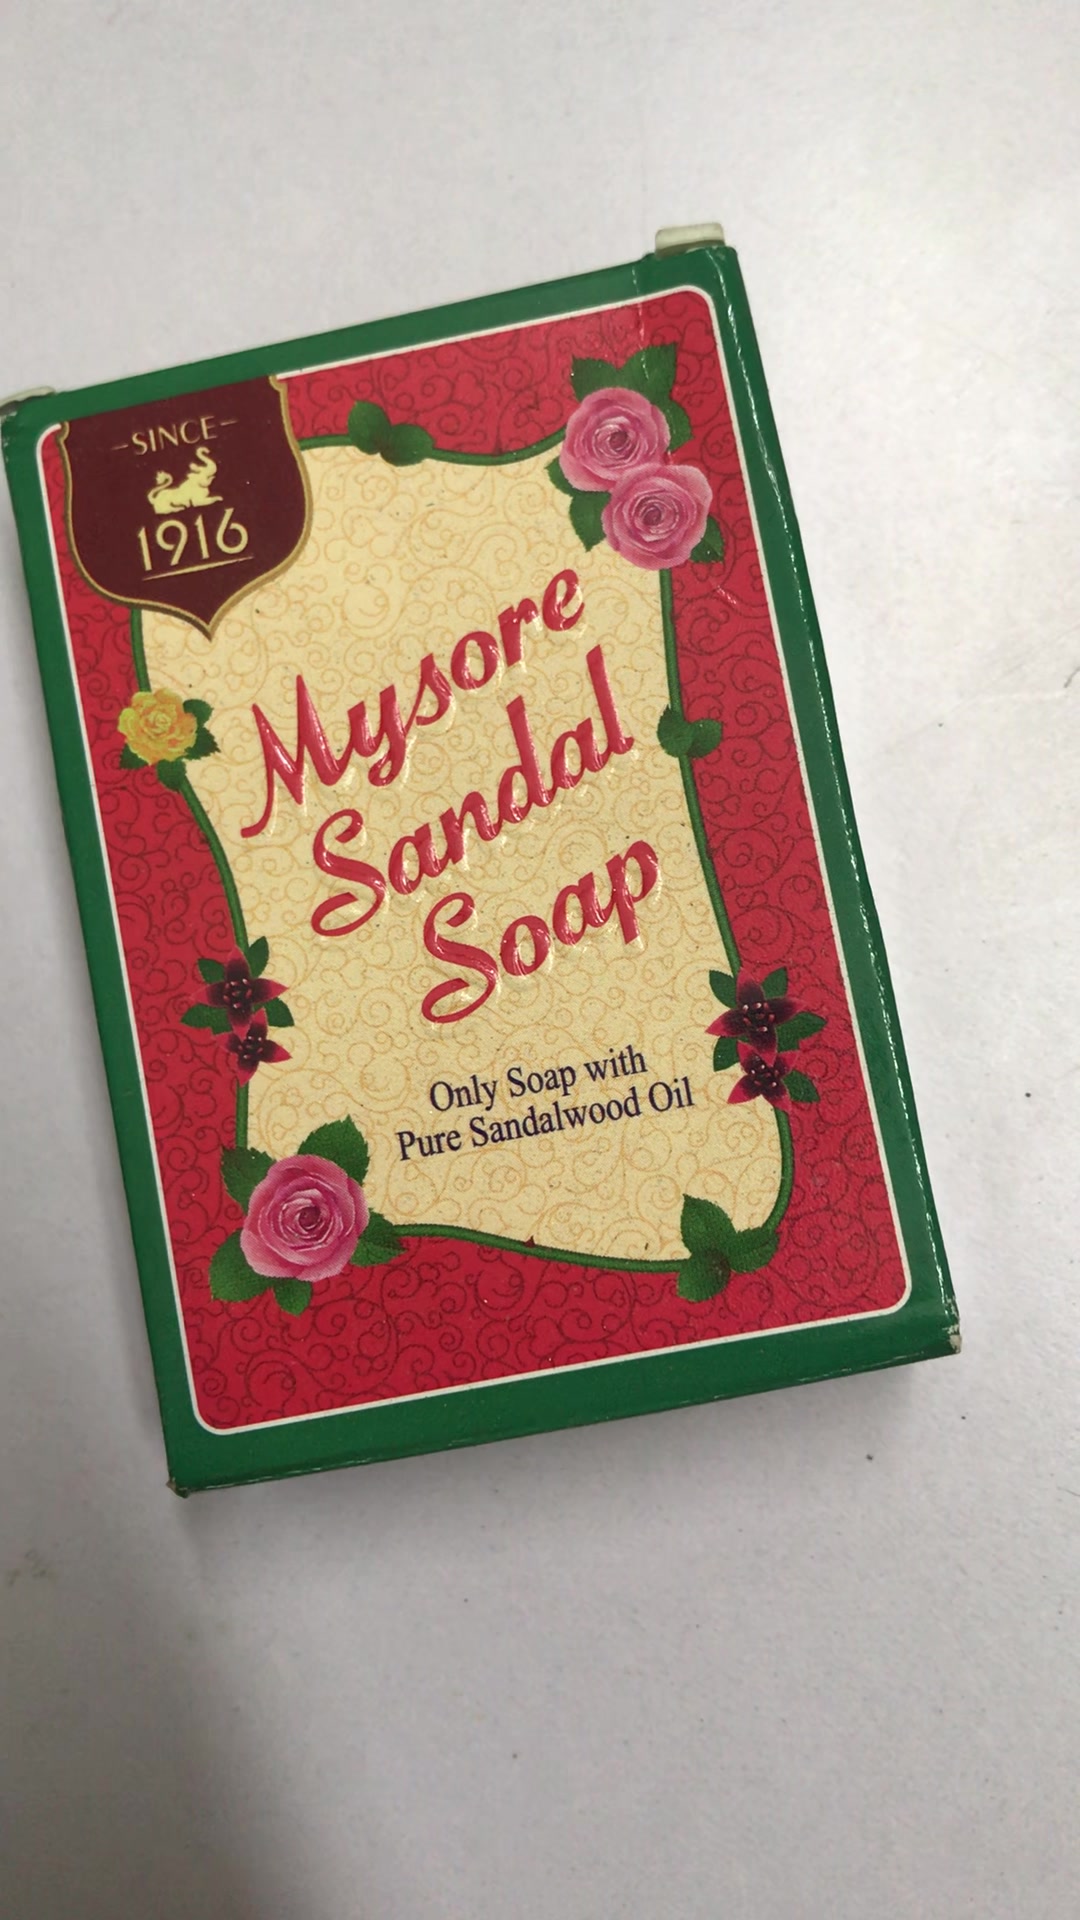 -SINCE-
1916
Mysore
Sandal
Soap
Only Soap with
Pure Sandalwood Oil